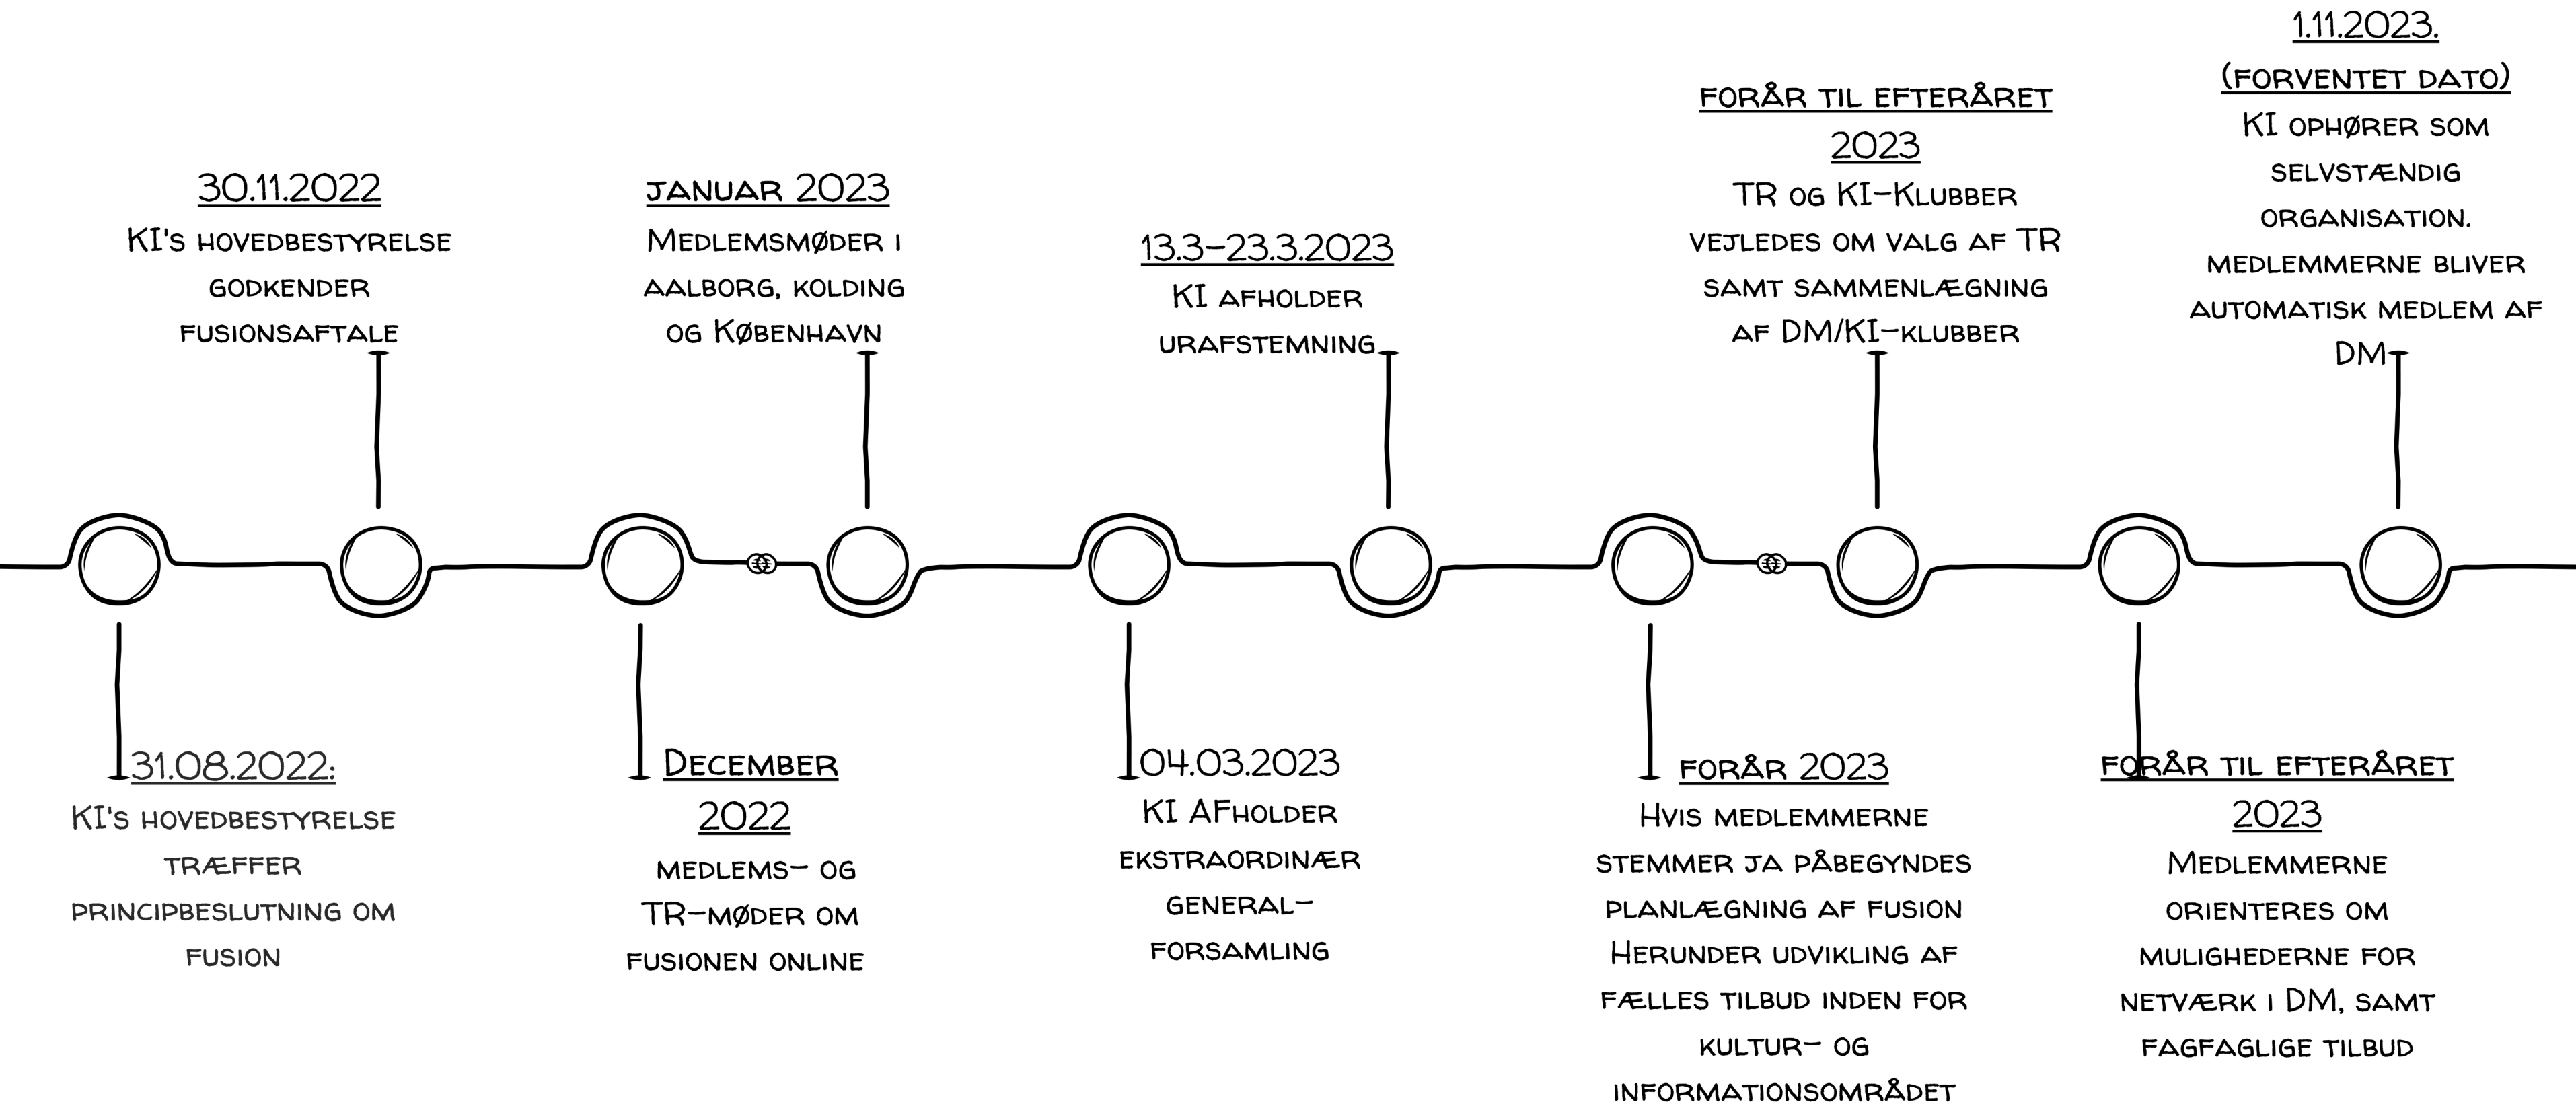 31.08.2022:
KI's hovedbestyrelse
træffer
principbeslutning om
fusion
30.11.2022
KI's hovedbestyrelse
godkender
fusionsaftale
December
2022
medlems- og
TR-møder om
fusionen online
januar 2023
Medlemsmøder i
aalborg, kolding
og København
04.03.2023
KI AFholder
ekstraordinær
general-
forsamling
13.3-23.3.2023
KI afholder
urafstemning
forår 2023
Hvis medlemmerne
stemmer ja påbegyndes
planlægning af fusion
Herunder udvikling af
fælles tilbud inden for
kultur- og
informationsområdet
forår til efteråret
2023
TR og KI-Klubber
vejledes om valg af TR
samt sammenlægning
af DM/KI-klubber
forår til efteråret
2023
Medlemmerne
orienteres om
mulighederne for
netværk i DM, samt
fagfaglige tilbud
1.11.2023.
(forventet dato)
KI ophører som
selvstændig
organisation.
medlemmerne bliver
automatisk medlem af
DM